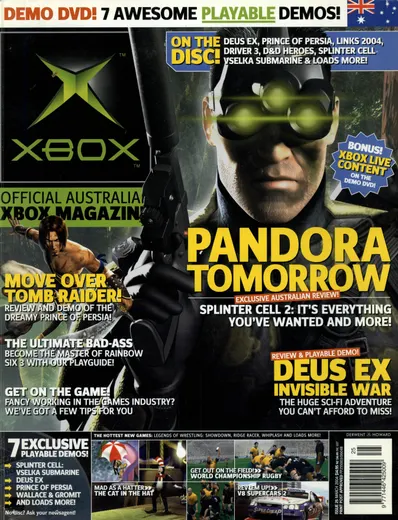 DEMO DVD! 7 AWESOME PLAYABLE DEMOS!
ON THE DISC!
DEUS EX, PRINCE OF PERSIA, LINKS 2004,
DRIVER 3, D&D HEROES, SPLINTER CELL-
VSELKA SUBMARINE & LOADS MORE!
XBOX
TM
OFFICIAL AUSTRALIAN
XBOX MAGAZINE
BONUS!
XBOX LIVE
CONTENT
ON THE
DEMO DVD!
PANDORA
TOMORROW
EXCLUSIVE AUSTRALIAN REVIEW!
SPLINTER CELL 2: IT'S EVERYTHING
YOU'VE WANTED AND MORE!
MOVE OVER
TOMB RAIDER!
REVIEW AND DEMO OF THE
DREAMY PRINCE OF PERSIA!
THE ULTIMATE BAD-ASS
BECOME THE MASTER OF RAINBOW
SIX 3 WITH OUR PLAYGUIDE!
GET ON THE GAME!
FANCY WORKING IN THE GAMES INDUSTRY?
WE'VE GOT A FEW TIPS FOR YOU
REVIEW & PLAYABLE DEMO!
DEUS EX
INVISIBLE WAR
THE HUGE SCI-FI ADVENTURE
YOU CAN'T AFFORD TO MISS!
7 EXCLUSIVE
PLAYABLE DEMOS!
SPLINTER CELL:
VSELKA SUBMARINE
DEUS EX
PRINCE OF PERSIA
WALLACE & GROMIT
AND LOADS MORE!
No disc? Ask your newsagent!
THE HOTTEST NEW GAMES: LEGENDS OF WRESTLING: SHOWDOWN, RIDGE RACER, WHIPLASH AND LOADS MORE!
MAD AS A HATTER
THE CAT IN THE HAT
GET OUT ON THE FIELD!
WORLD CHAMPIONSHIP RUGBY
REVIEW UP!
V8 SUPERCARS 2
DERWENT HOWARD
25